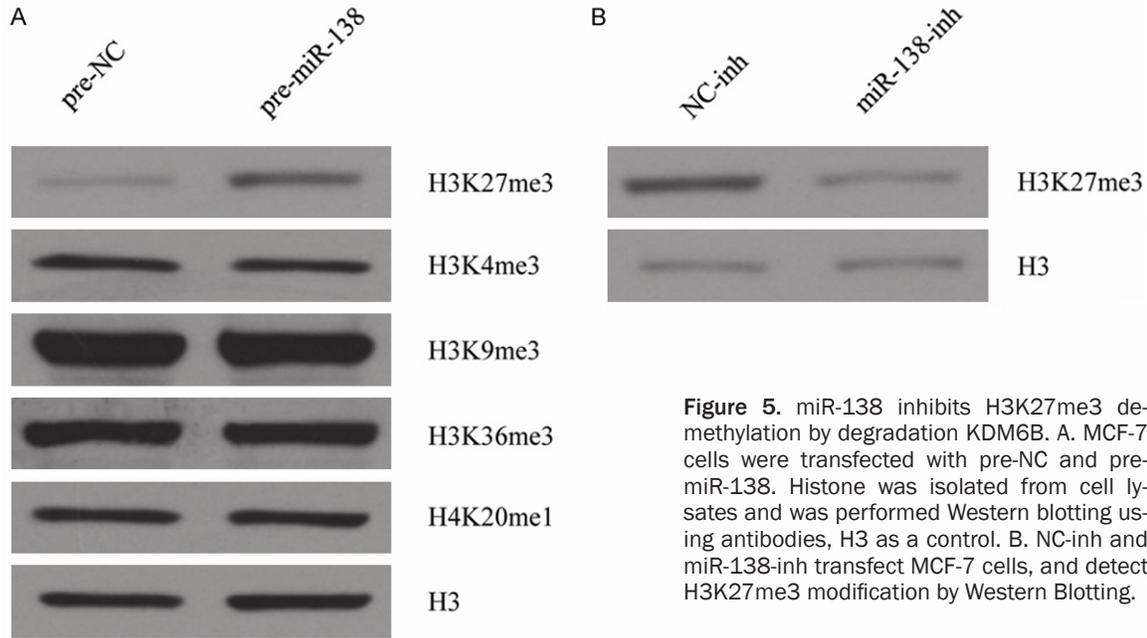 A
pre-NC
pre-miR-138
H3K27me3
H3K4me3
H3K9me3
H3K36me3
H4K20me1
H3
B
NC-inh
miR-138-inh
H3K27me3
H3
Figure 5. miR-138 inhibits H3K27me3 de-
methylation by degradation KDM6B. A. MCF-7
cells were transfected with pre-NC and pre-
miR-138. Histone was isolated from cell ly-
sates and was performed Western blotting us-
ing antibodies, H3 as a control. B. NC-inh and
miR-138-inh transfect MCF-7 cells, and detect
H3K27me3 modification by Western Blotting.